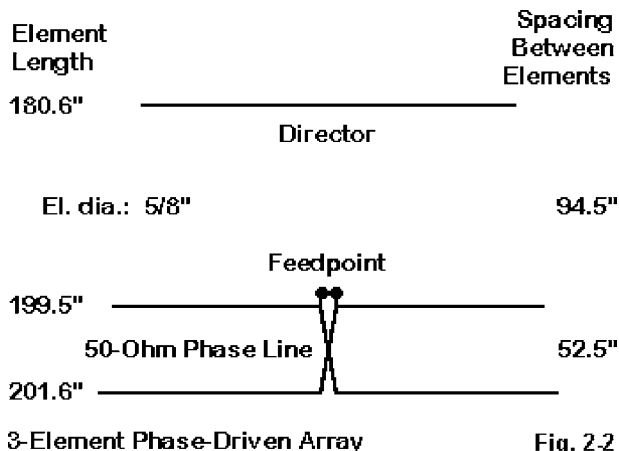 Element
Length
Spacing
Between
Elements
180.6"
Director
El. dia.: 5/8"
94.5"
Feedpoint
199.5"
50-Ohm Phase Line
52.5"
201.6"
3-Element Phase-Driven Array
Fig. 2-2